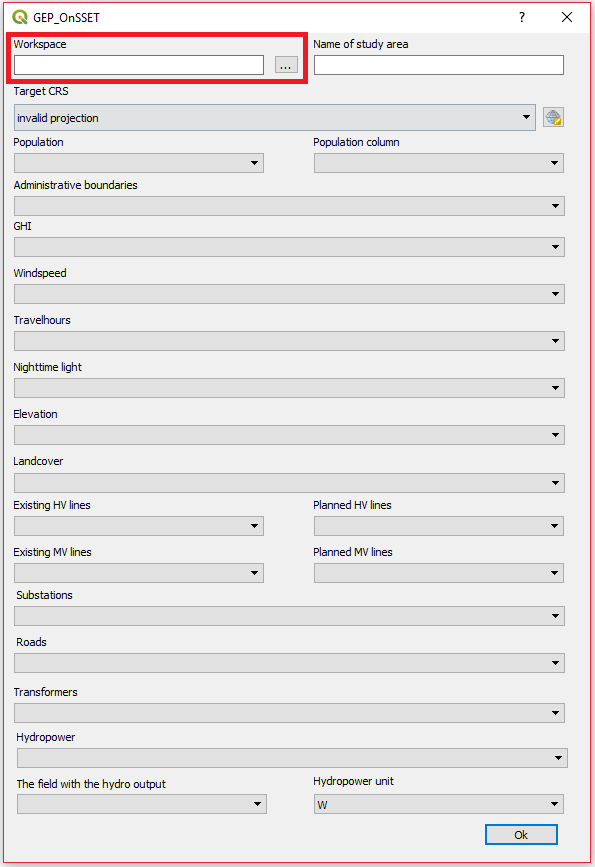 GEP_OnSSET ?
Workspace Name of study area
...
Target CRS
invalid projection
Population Population column
Administrative boundaries
GHI
Windspeed
Travelhours
Nighttime light
Elevation
Landcover
Existing HV lines Planned HV lines
Existing MV lines Planned MV lines
Substations
Roads
Transformers
Hydropower
The field with the hydro output Hydropower unit
W
Ok